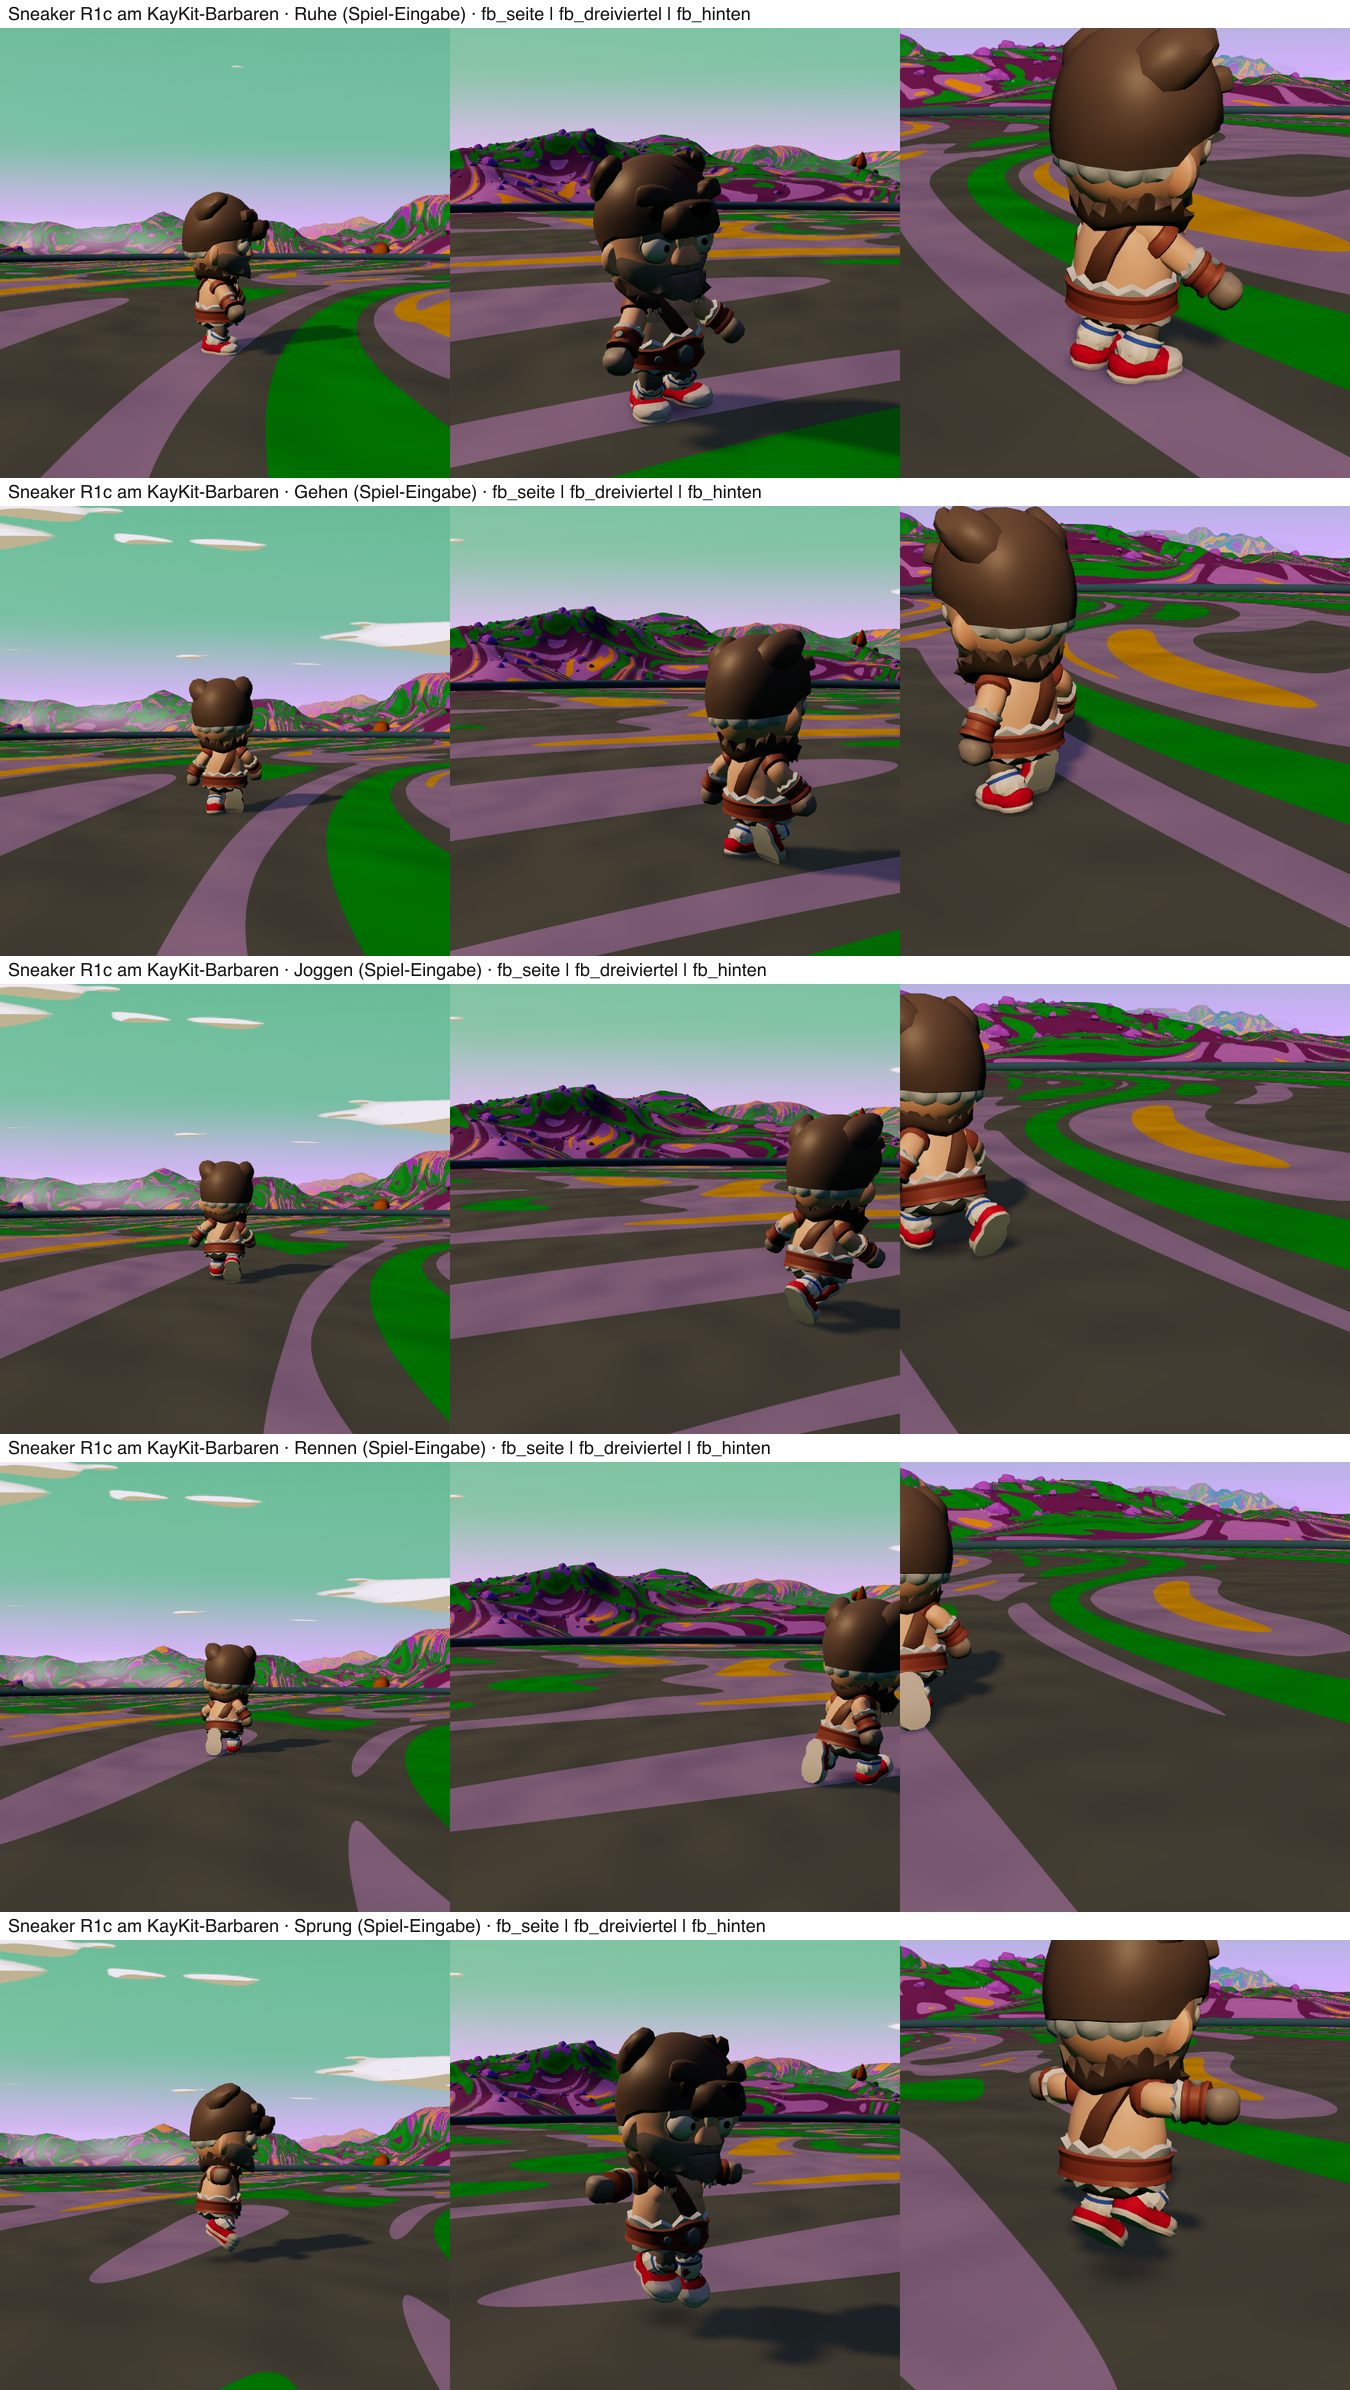 Sneaker R1c am KayKit-Barbaren · Ruhe (Spiel-Eingabe) · fb_seite | fb_dreiviertel | fb_hinten
Sneaker R1c am KayKit-Barbaren · Gehen (Spiel-Eingabe) · fb_seite | fb_dreiviertel | fb_hinten
Sneaker R1c am KayKit-Barbaren · Joggen (Spiel-Eingabe) · fb_seite | fb_dreiviertel | fb_hinten
Sneaker R1c am KayKit-Barbaren · Rennen (Spiel-Eingabe) · fb_seite | fb_dreiviertel | fb_hinten
Sneaker R1c am KayKit-Barbaren · Sprung (Spiel-Eingabe) · fb_seite | fb_dreiviertel | fb_hinten